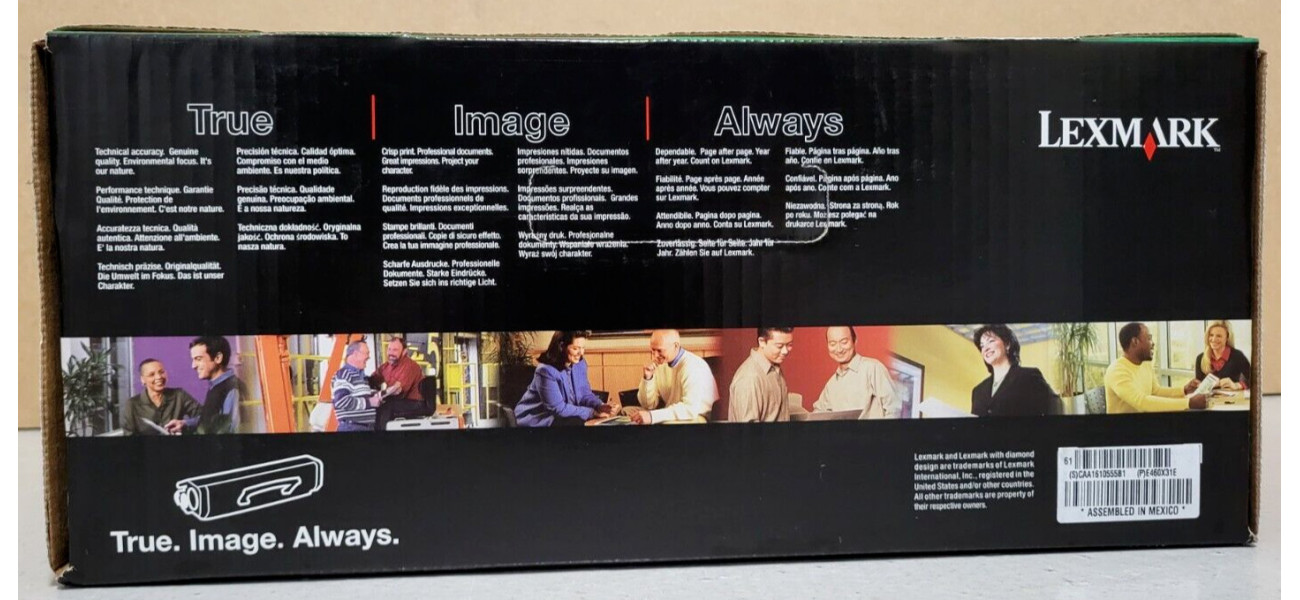 True
Technical accuracy. Genuine
quality. Environmental focus. It's
our nature.
Performance technique. Garantie
Qualité. Protection de
l'environnement. C'est notre nature.
Accuratezza tecnica. Qualità
autentica. Attenzione all'ambiente.
E' la nostra natura.
Technisch präzise. Originalqualität.
Die Umwelt im Fokus. Das ist unser
Charakter.
Precisión técnica. Calidad óptima.
Compromiso con el medio
ambiente. Es nuestra política.
Precisão técnica. Qualidade
genuina. Preocupação ambiental.
É a nossa natureza.
Techniczna dokładność. Oryginalna
jakość. Ochrona środowiska. To
nasza natura.
Image
Crisp print. Professional documents.
Great impressions. Project your
character.
Reproduction fidèle des impressions.
Documents professionnels de
qualité. Impressions exceptionnelles.
Stampe brillanti. Documenti
professionali. Copie di sicuro effetto.
Crea la tua immagine professionale.
Scharfe Ausdrucke. Professionelle
Dokumente. Starke Eindrücke.
Setzen Sie sich ins richtige Licht.
Impresiones nítidas. Documentos
profesionales. Impresiones
sorprendentes. Proyecte su imagen.
Impressões surpreendentes.
Documentos profissionais. Grandes
impressões. Realça as
características da sua impressão.
Wyraźny druk. Profesjonalne
dokumenty. Wspaniałe wrażenia.
Wyraź swój charakter.
Always
Dependable. Page after page. Year
after year. Count on Lexmark.
Fiabilité. Page après page. Année
après année. Vous pouvez compter
sur Lexmark.
Attendibile. Pagina dopo pagina.
Anno dopo anno. Conta su Lexmark.
Zuverlässig. Seite für Seite. Jahr für
Jahr. Zählen Sie auf Lexmark.
Fiable. Página tras página. Año tras
año. Confíe en Lexmark.
Confiável. Página após página. Ano
após ano. Conte com a Lexmark.
Niezawodna. Strona za stroną. Rok
po roku. Możesz polegać na
drukarce Lexmark.
LEXMARK
True. Image. Always.
Lexmark and Lexmark with diamond
design are trademarks of Lexmark
International, Inc., registered in the
United States and/or other countries.
All other trademarks are property of
their respective owners.
51
(S)CAA161055581 (P)E460X31E
* ASSEMBLED IN MEXICO *